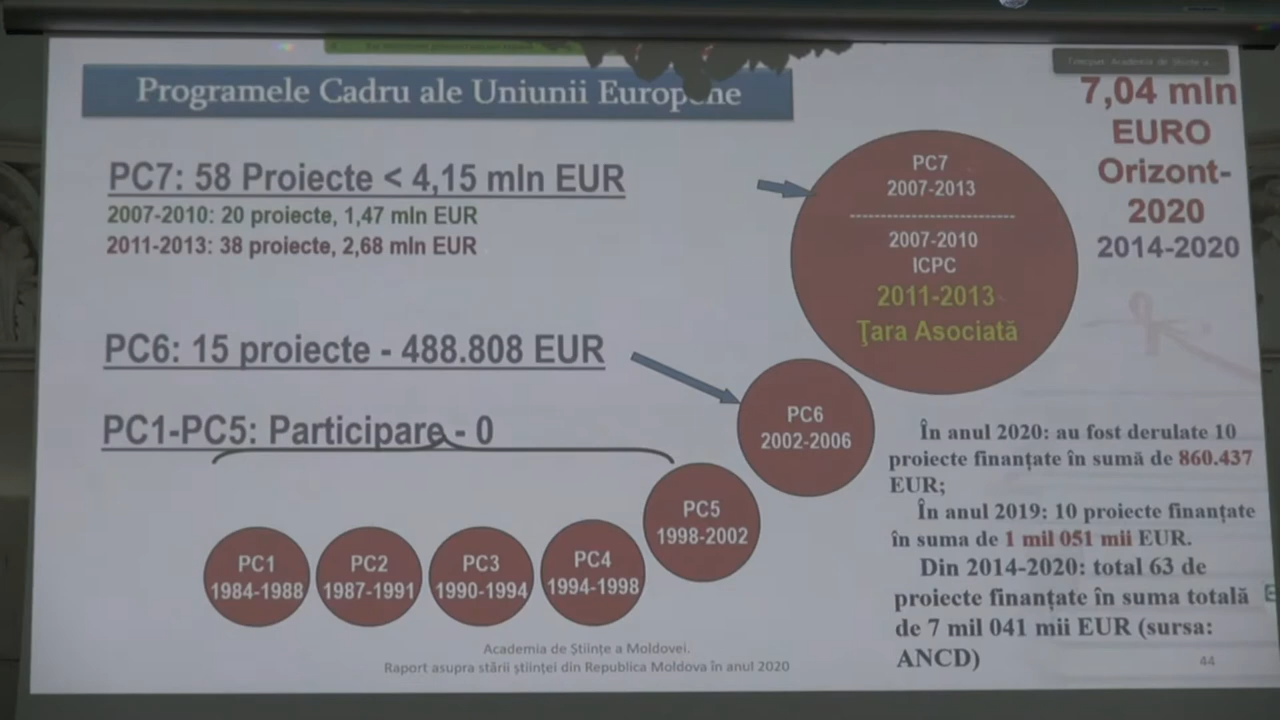 Programele Cadru ale Uniunii Europene
7,04 mln
EURO
Orizont-
2020
2014-2020
PC7: 58 Proiecte < 4,15 mln EUR
2007-2010: 20 proiecte, 1,47 mln EUR
2011-2013: 38 proiecte, 2,68 mln EUR
PC7
2007-2013
2007-2010
ICPC
2011-2013
Ţara Asociată
PC6: 15 proiecte - 488.808 EUR
PC6
2002-2006
PC1-PC5: Participare - 0
PC5
1998-2002
PC1
1984-1988
PC2
1987-1991
PC3
1990-1994
PC4
1994-1998
În anul 2020: au fost derulate 10
proiecte finanțate în sumă de 860.437
EUR;
În anul 2019: 10 proiecte finanțate
în suma de 1 mil 051 mii EUR.
Din 2014-2020: total 63 de
proiecte finanțate în suma totală
de 7 mil 041 mii EUR (sursa:
ANCD)
Academia de Științe a Moldovei.
Raport asupra stării științei din Republica Moldova în anul 2020
44